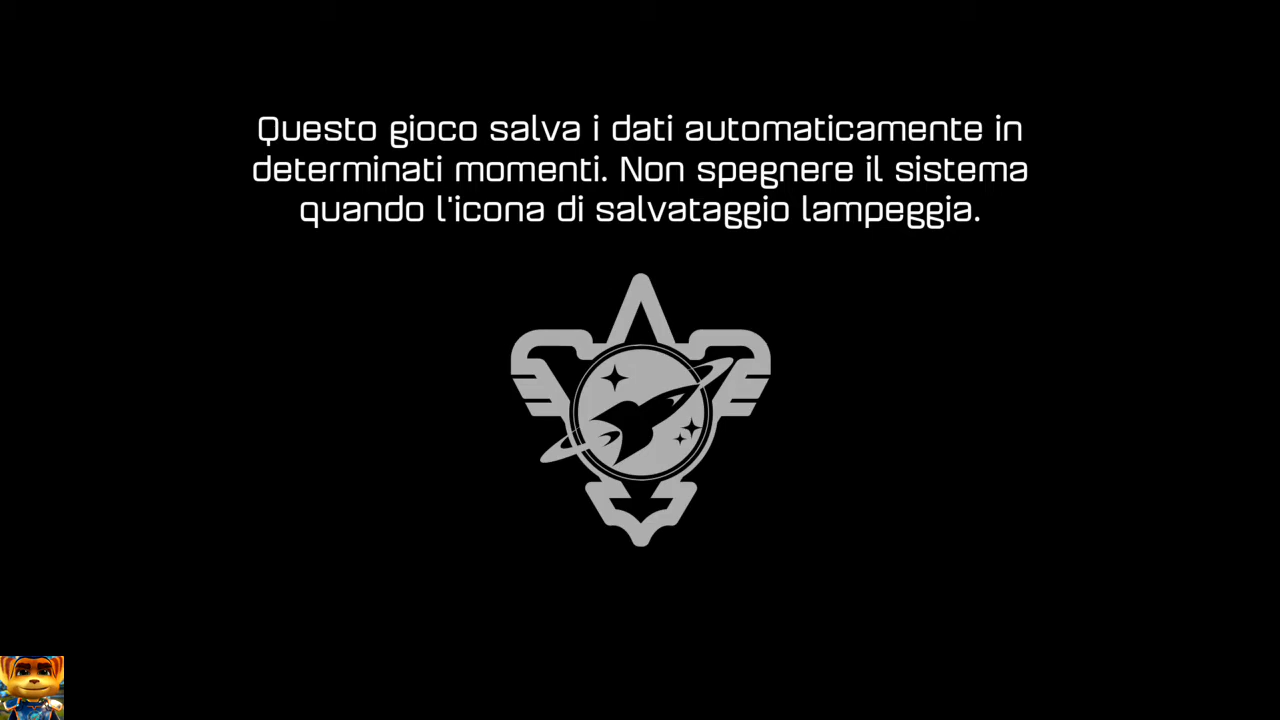 Questo gioco salva i dati automaticamente in
determinati momenti. Non spegnere il sistema
quando l'icona di salvataggio lampeggia.